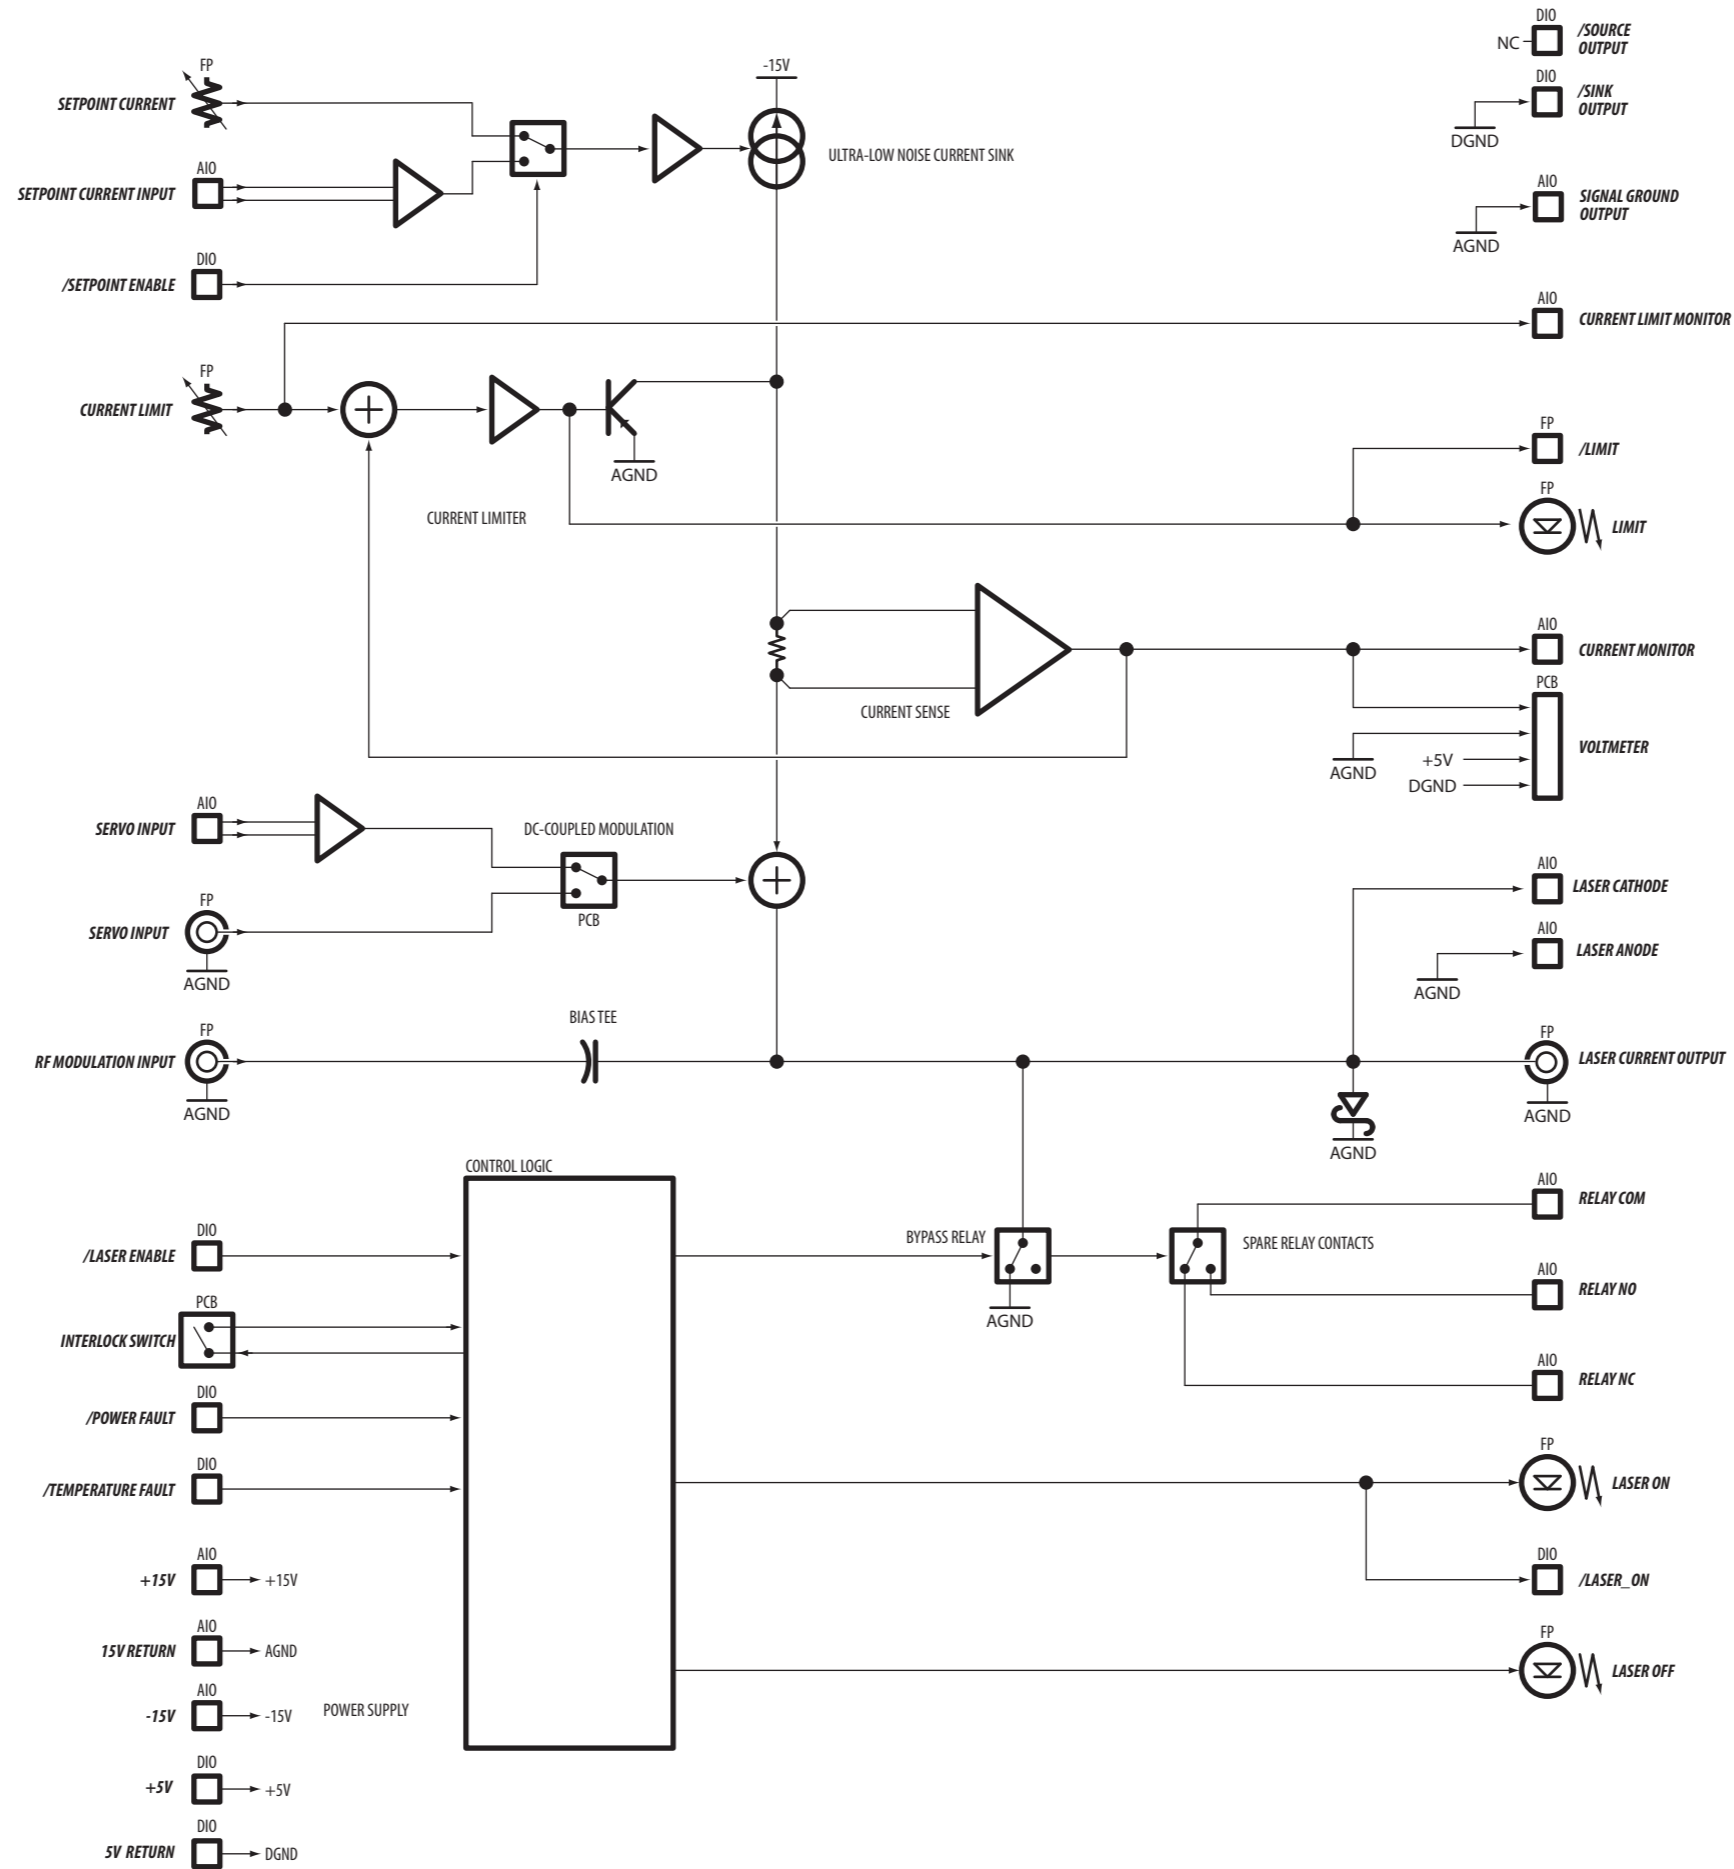 FP
SETPOINT CURRENT
AIO
SETPOINT CURRENT INPUT
DIO
/SETPOINT ENABLE
-15V
ULTRA-LOW NOISE CURRENT SINK
DIO
NC
/SOURCE
OUTPUT
DIO
/SINK
OUTPUT
DGND
AIO
SIGNAL GROUND
OUTPUT
AGND
AIO
CURRENT LIMIT MONITOR
FP
CURRENT LIMIT
AGND
CURRENT LIMITER
FP
/LIMIT
FP
LIMIT
CURRENT SENSE
AIO
CURRENT MONITOR
PCB
VOLTMETER
AGND
+5V
DGND
AIO
SERVO INPUT
DC-COUPLED MODULATION
PCB
FP
SERVO INPUT
AGND
AIO
LASER CATHODE
AIO
LASER ANODE
AGND
FP
RF MODULATION INPUT
AGND
BIAS TEE
FP
LASER CURRENT OUTPUT
AGND
AGND
CONTROL LOGIC
DIO
/LASER ENABLE
PCB
INTERLOCK SWITCH
DIO
/POWER FAULT
DIO
/TEMPERATURE FAULT
BYPASS RELAY
AGND
SPARE RELAY CONTACTS
AIO
RELAY COM
AIO
RELAY NO
AIO
RELAY NC
FP
LASER ON
DIO
/LASER_ON
FP
LASER OFF
AIO
+15V
+15V
AIO
15V RETURN
AGND
AIO
-15V
-15V
POWER SUPPLY
DIO
+5V
+5V
DIO
5V RETURN
DGND